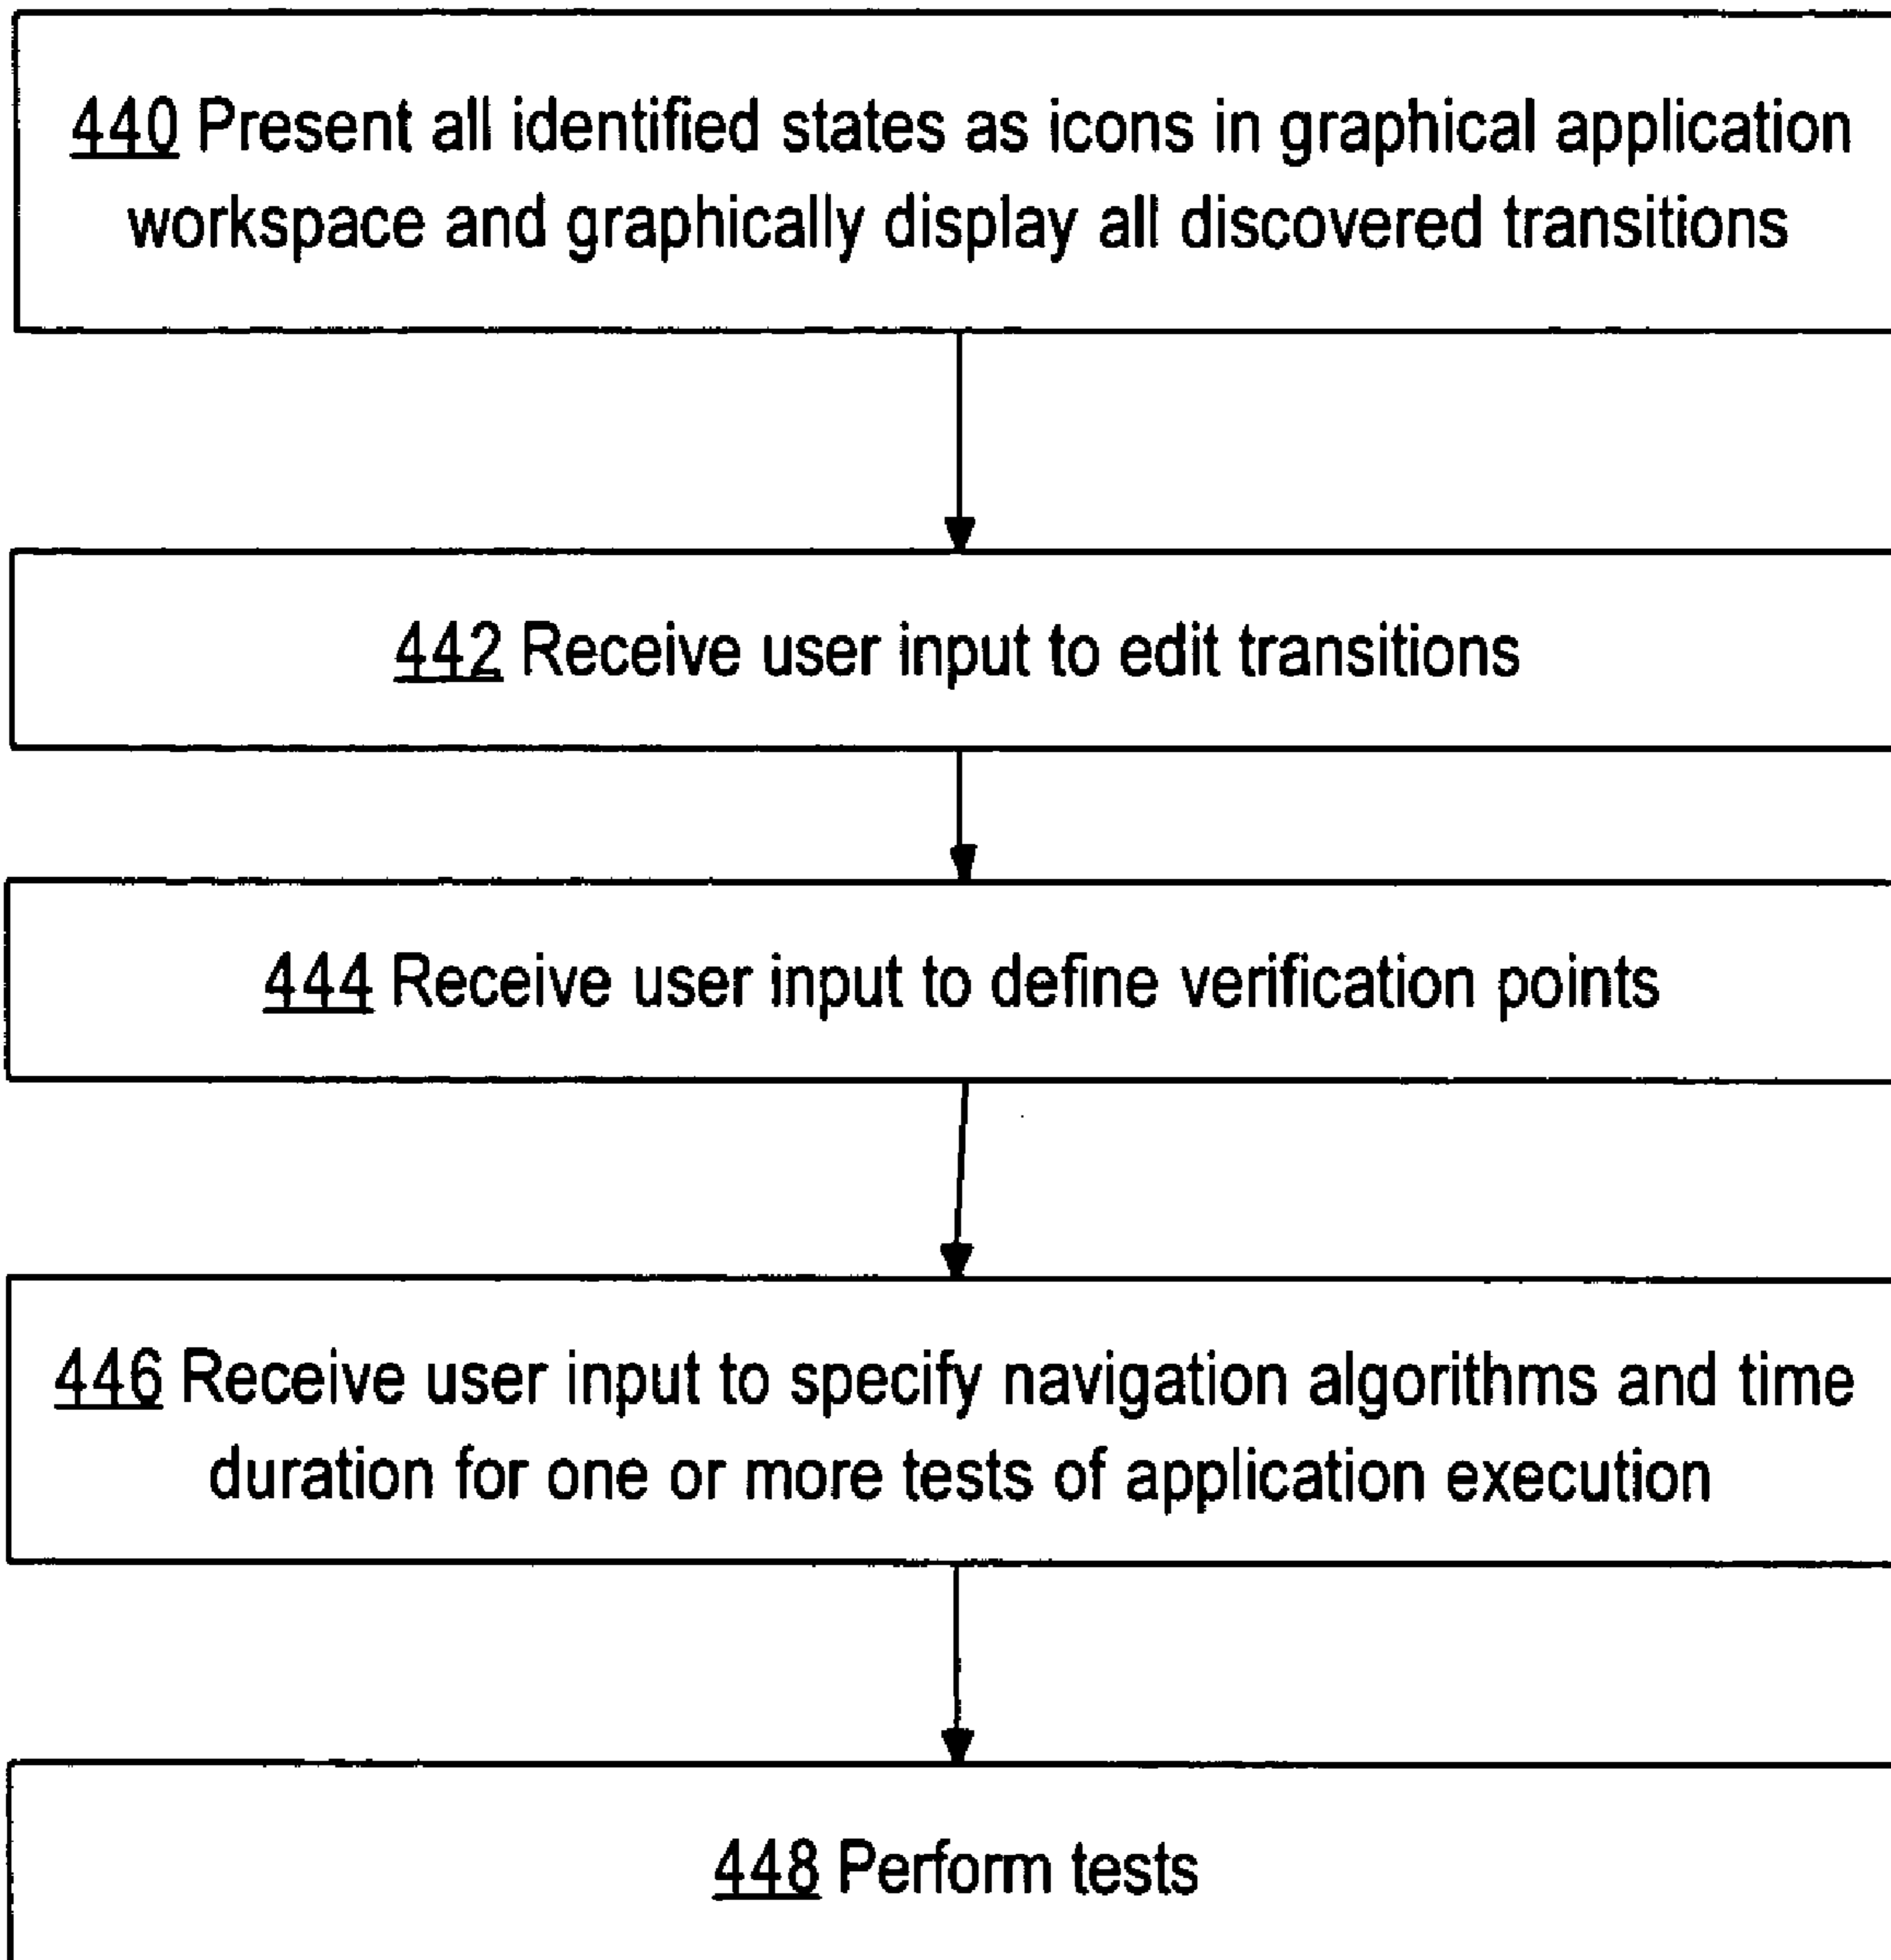 440 Present all identified states as icons in graphical application
workspace and graphically display all discovered transitions
442 Receive user input to edit transitions
444 Receive user input to define verification points
446 Receive user input to specify navigation algorithms and time
duration for one or more tests of application execution
448 Perform tests